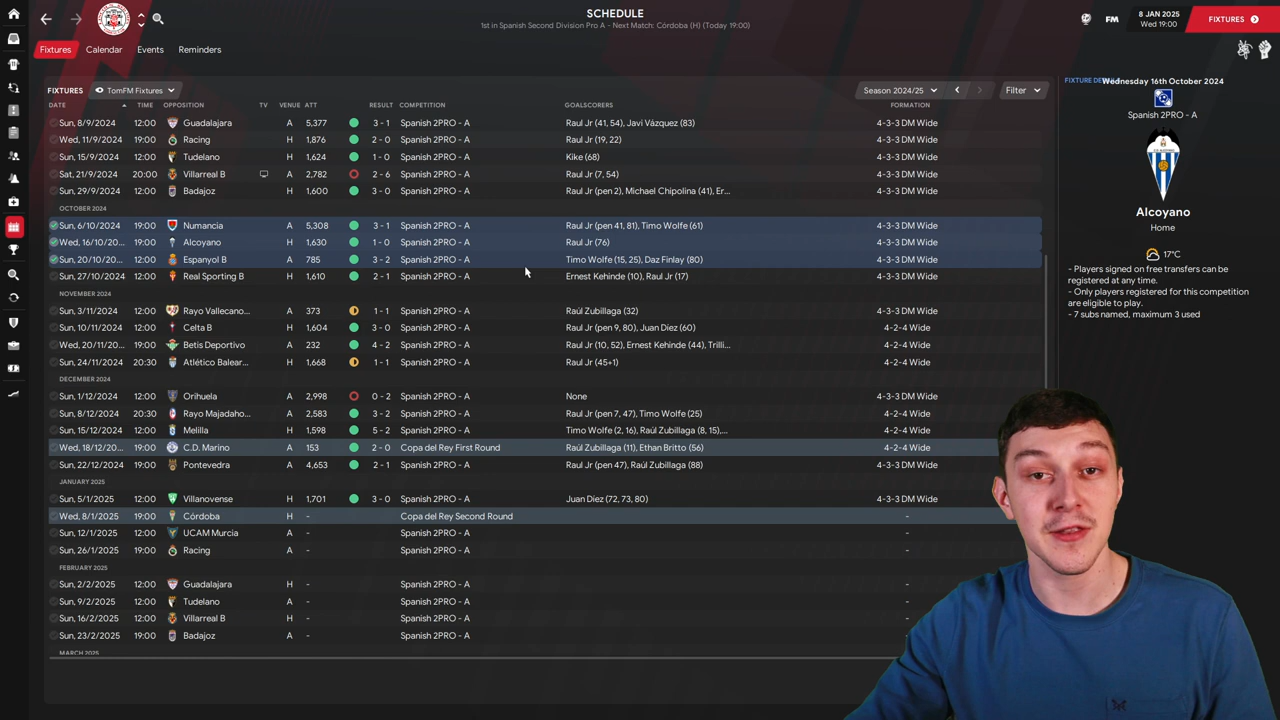 SCHEDULE
1st in Spanish Second Division Pro A - Next Match: Córdoba (H) (Today 19:00)
FM
8 JAN 2025
Wed 19:00
FIXTURES
Fixtures Calendar Events Reminders
FIXTURES TomFM Fixtures Season 2024/25 Filter
DATE TIME OPPOSITION TV VENUE ATT RESULT COMPETITION GOALSCORERS FORMATION
Sun, 8/9/2024 12:00 Guadalajara A 5,377 3 - 1 Spanish 2PRO - A Raul Jr (41, 54), Javi Vázquez (83) 4-3-3 DM Wide
Wed, 11/9/2024 19:00 Racing H 1,876 2 - 0 Spanish 2PRO - A Raul Jr (19, 22) 4-3-3 DM Wide
Sun, 15/9/2024 12:00 Tudelano H 1,624 1 - 0 Spanish 2PRO - A Kike (68) 4-3-3 DM Wide
Sat, 21/9/2024 20:00 Villarreal B A 2,782 2 - 6 Spanish 2PRO - A Raul Jr (7, 54) 4-3-3 DM Wide
Sun, 29/9/2024 12:00 Badajoz H 1,600 3 - 0 Spanish 2PRO - A Raul Jr (pen 2), Michael Chipolina (41), Er... 4-3-3 DM Wide
OCTOBER 2024
Sun, 6/10/2024 19:00 Numancia A 5,308 3 - 1 Spanish 2PRO - A Raul Jr (pen 41, 81), Timo Wolfe (61) 4-3-3 DM Wide
Wed, 16/10/20... 19:00 Alcoyano H 1,630 1 - 0 Spanish 2PRO - A Raul Jr (76) 4-3-3 DM Wide
Sun, 20/10/20... 12:00 Espanyol B A 785 3 - 2 Spanish 2PRO - A Timo Wolfe (15, 25), Daz Finlay (80) 4-3-3 DM Wide
Sun, 27/10/2024 12:00 Real Sporting B H 1,610 2 - 1 Spanish 2PRO - A Ernest Kehinde (10), Raul Jr (17) 4-3-3 DM Wide
NOVEMBER 2024
Sun, 3/11/2024 12:00 Rayo Vallecano... A 373 1 - 1 Spanish 2PRO - A Raúl Zubillaga (32) 4-3-3 DM Wide
Sun, 10/11/2024 12:00 Celta B H 1,604 3 - 0 Spanish 2PRO - A Raul Jr (pen 9, 80), Juan Díez (60) 4-2-4 Wide
Wed, 20/11/20... 19:00 Betis Deportivo A 232 4 - 2 Spanish 2PRO - A Raul Jr (10, 52), Ernest Kehinde (44), Trilli... 4-2-4 Wide
Sun, 24/11/2024 20:30 Atlético Balear... H 1,668 1 - 1 Spanish 2PRO - A Raul Jr (45+1) 4-2-4 Wide
DECEMBER 2024
Sun, 1/12/2024 12:00 Orihuela A 2,998 0 - 2 Spanish 2PRO - A None 4-3-3 DM Wide
Sun, 8/12/2024 20:30 Rayo Majadaho... A 2,583 3 - 2 Spanish 2PRO - A Raul Jr (pen 7, 47), Timo Wolfe (25) 4-2-4 Wide
Sun, 15/12/2024 12:00 Melilla H 1,598 5 - 2 Spanish 2PRO - A Timo Wolfe (2, 16), Raúl Zubillaga (8, 15),... 4-2-4 Wide
Wed, 18/12/20... 19:00 C.D. Marino A 153 2 - 0 Copa del Rey First Round Raúl Zubillaga (11), Ethan Britto (56) 4-2-4 Wide
Sun, 22/12/2024 12:00 Pontevedra A 4,653 2 - 1 Spanish 2PRO - A Raul Jr (pen 47), Raúl Zubillaga (88) 4-3-3 DM Wide
JANUARY 2025
Sun, 5/1/2025 12:00 Villanovense H 1,701 3 - 0 Spanish 2PRO - A Juan Díez (72, 73, 80) 4-3-3 DM Wide
Wed, 8/1/2025 19:00 Córdoba H - Copa del Rey Second Round -
Sun, 12/1/2025 12:00 UCAM Murcia A - Spanish 2PRO - A -
Sun, 26/1/2025 19:00 Racing A - Spanish 2PRO - A -
FEBRUARY 2025
Sun, 2/2/2025 12:00 Guadalajara H - Spanish 2PRO - A -
Sun, 9/2/2025 12:00 Tudelano A - Spanish 2PRO - A -
Sun, 16/2/2025 12:00 Villarreal B H - Spanish 2PRO - A -
Sun, 23/2/2025 19:00 Badajoz A - Spanish 2PRO - A
MARCH 2025
Wednesday 16th October 2024
Spanish 2PRO - A
Alcoyano
Home
17°C
- Players signed on free transfers can be
registered at any time.
- Only players registered for this competition
are eligible to play.
- 7 subs named, maximum 3 used